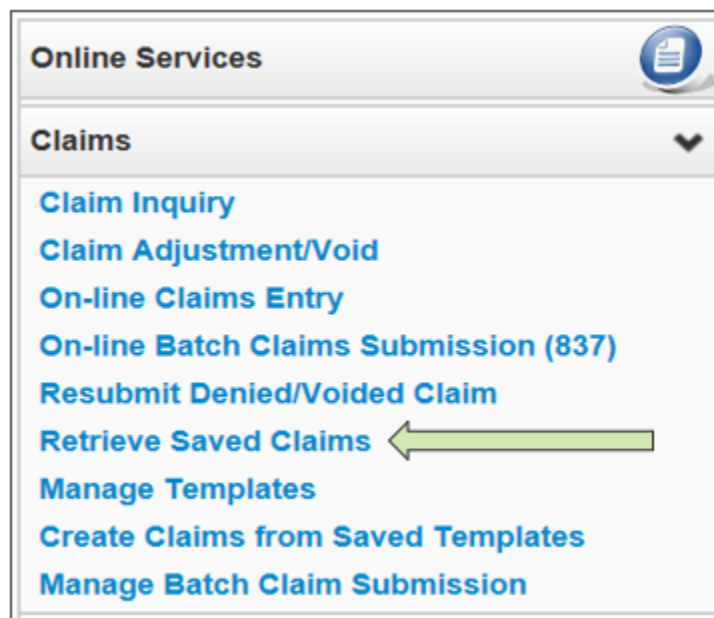 Online Services
Claims
Claim Inquiry
Claim Adjustment/Void
On-line Claims Entry
On-line Batch Claims Submission (837)
Resubmit Denied/Voided Claim
Retrieve Saved Claims
Manage Templates
Create Claims from Saved Templates
Manage Batch Claim Submission